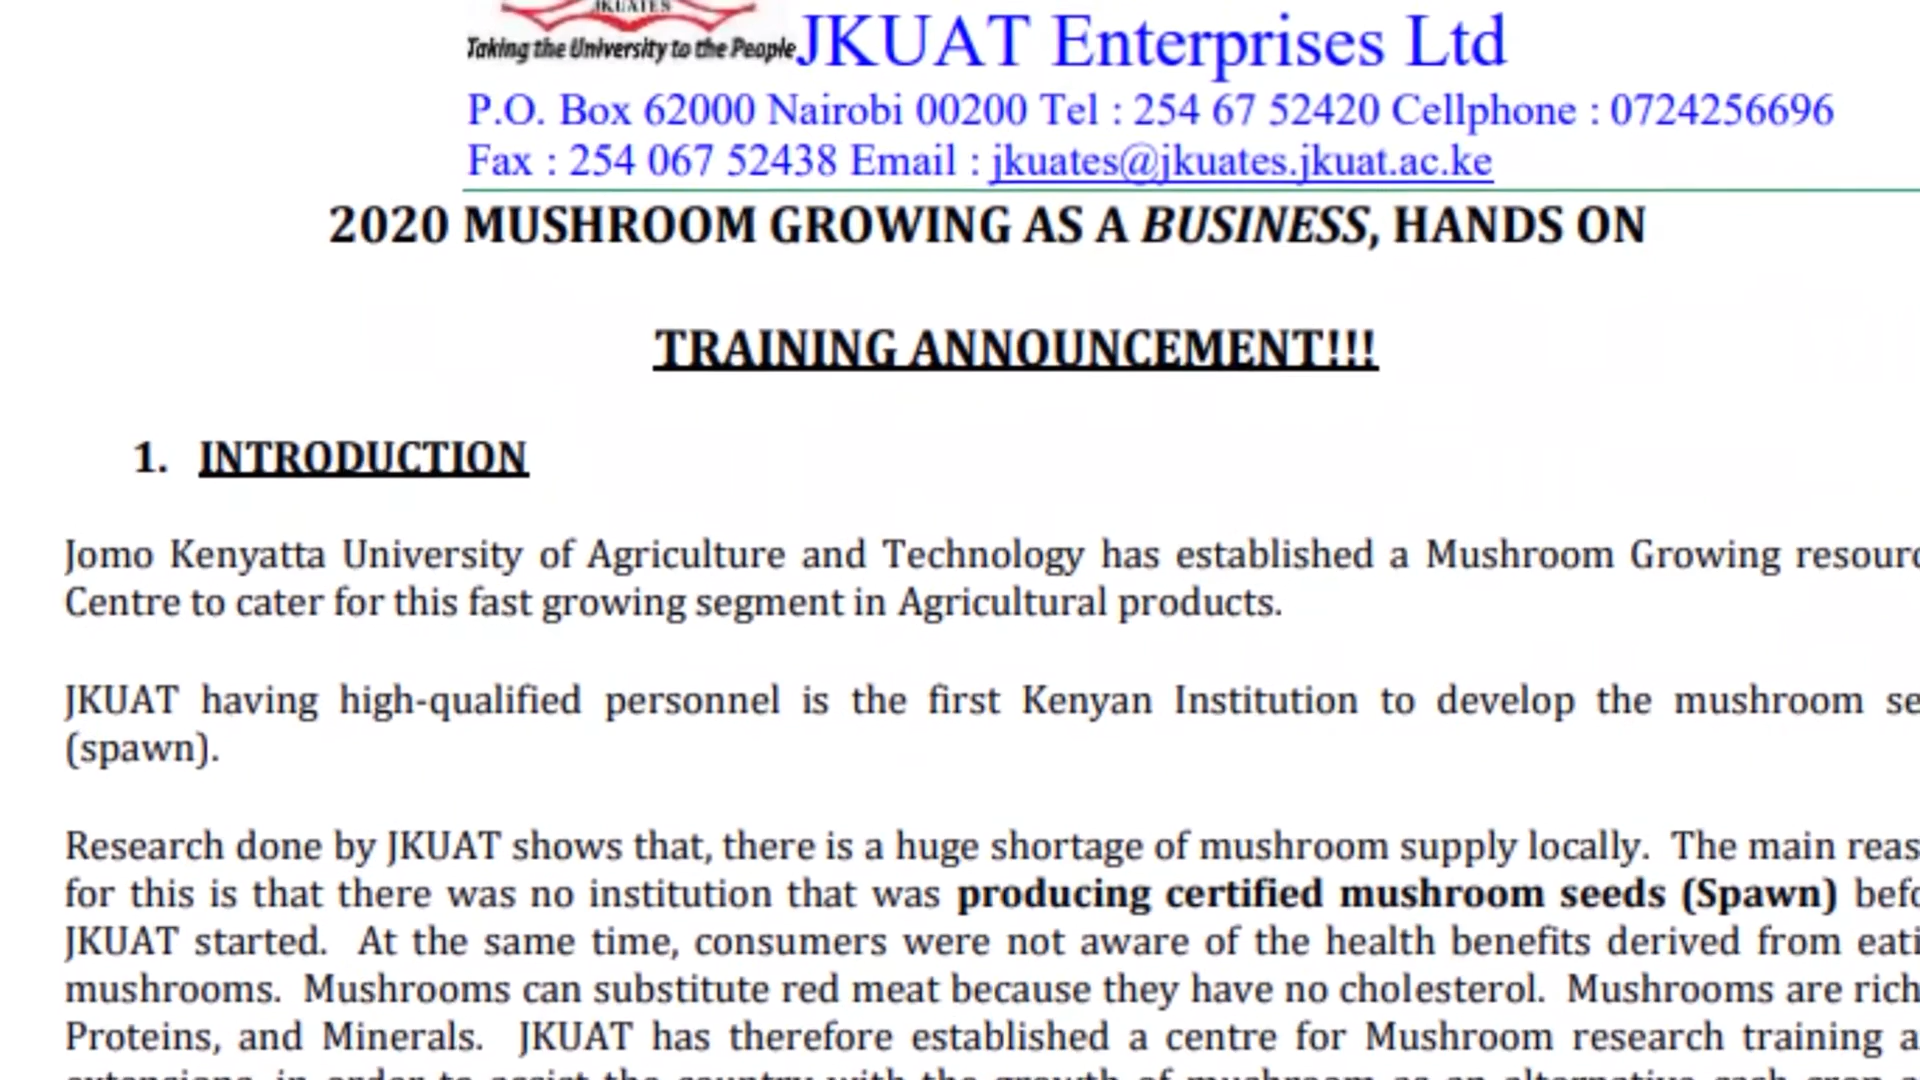 JKUATES
Taking the University to the People
JKUAT Enterprises Ltd
P.O. Box 62000 Nairobi 00200 Tel : 254 67 52420 Cellphone : 0724256696
Fax : 254 067 52438 Email : jkuates@jkuates.jkuat.ac.ke
2020 MUSHROOM GROWING AS A BUSINESS, HANDS ON
TRAINING ANNOUNCEMENT!!!
1. INTRODUCTION
Jomo Kenyatta University of Agriculture and Technology has established a Mushroom Growing
Centre to cater for this fast growing segment in Agricultural products.
JKUAT having high-qualified personnel is the first Kenyan Institution to develop the mushroom
(spawn).
Research done by JKUAT shows that, there is a huge shortage of mushroom supply locally. The main
for this is that there was no institution that was producing certified mushroom seeds (Spawn)
JKUAT started. At the same time, consumers were not aware of the health benefits derived from
mushrooms. Mushrooms can substitute red meat because they have no cholesterol. Mushrooms are rich
Proteins, and Minerals. JKUAT has therefore established a centre for Mushroom research training